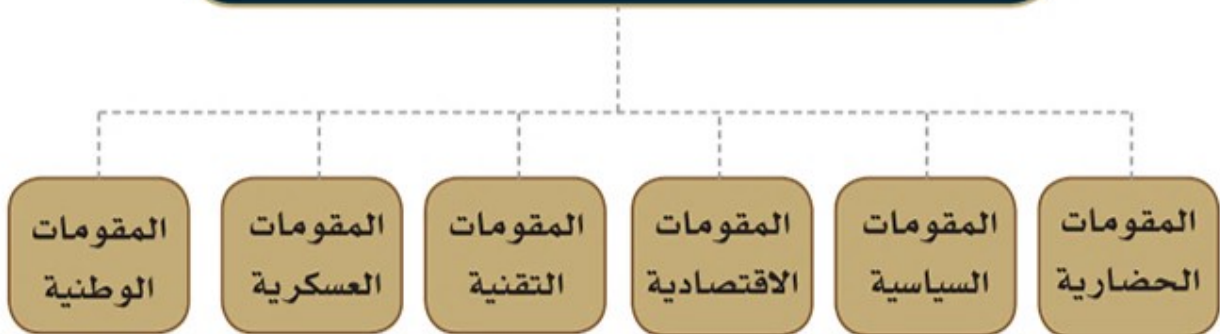 المقومات
الحضارية
المقومات
السياسية
المقومات
الاقتصادية
المقومات
التقنية
المقومات
العسكرية
المقومات
الوطنية